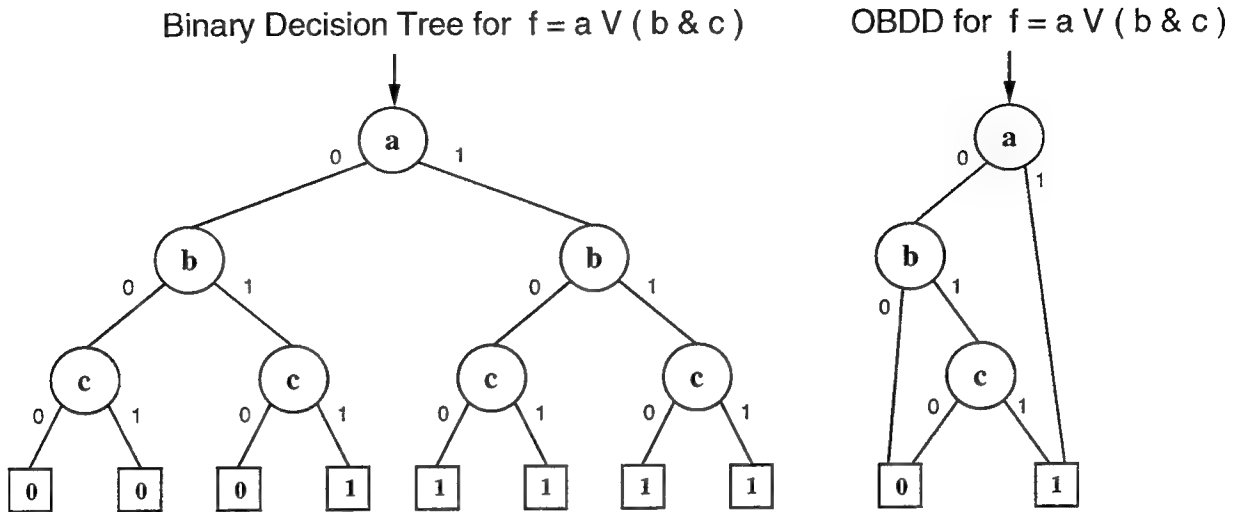 Binary Decision Tree for f = a V ( b & c )
OBDD for f = a V ( b & c )
a
0 1
b b
0 1 0 1
c c c c
0 1 0 1 0 1 0 1
0 0 0 1 1 1 1 1
a
0 1
b
0 1
c
0 1
0 1